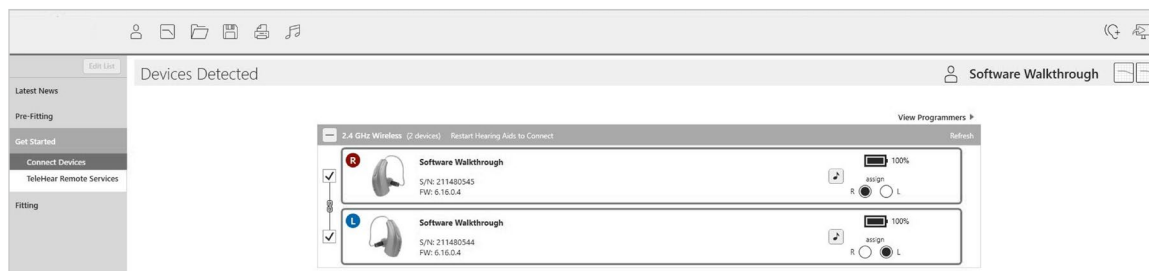 Edit List
Devices Detected
Software Walkthrough
Latest News
Pre-Fitting
View Programmers
Get Started
2.4 GHz Wireless (2 devices) Restart Hearing Aids to Connect Refresh
Connect Devices
TeleHear Remote Services
Fitting
R
Software Walkthrough
S/N: 211480545
FW: 6.16.0.4
100%
assign
R L
L
Software Walkthrough
S/N: 211480544
FW: 6.16.0.4
100%
assign
R L